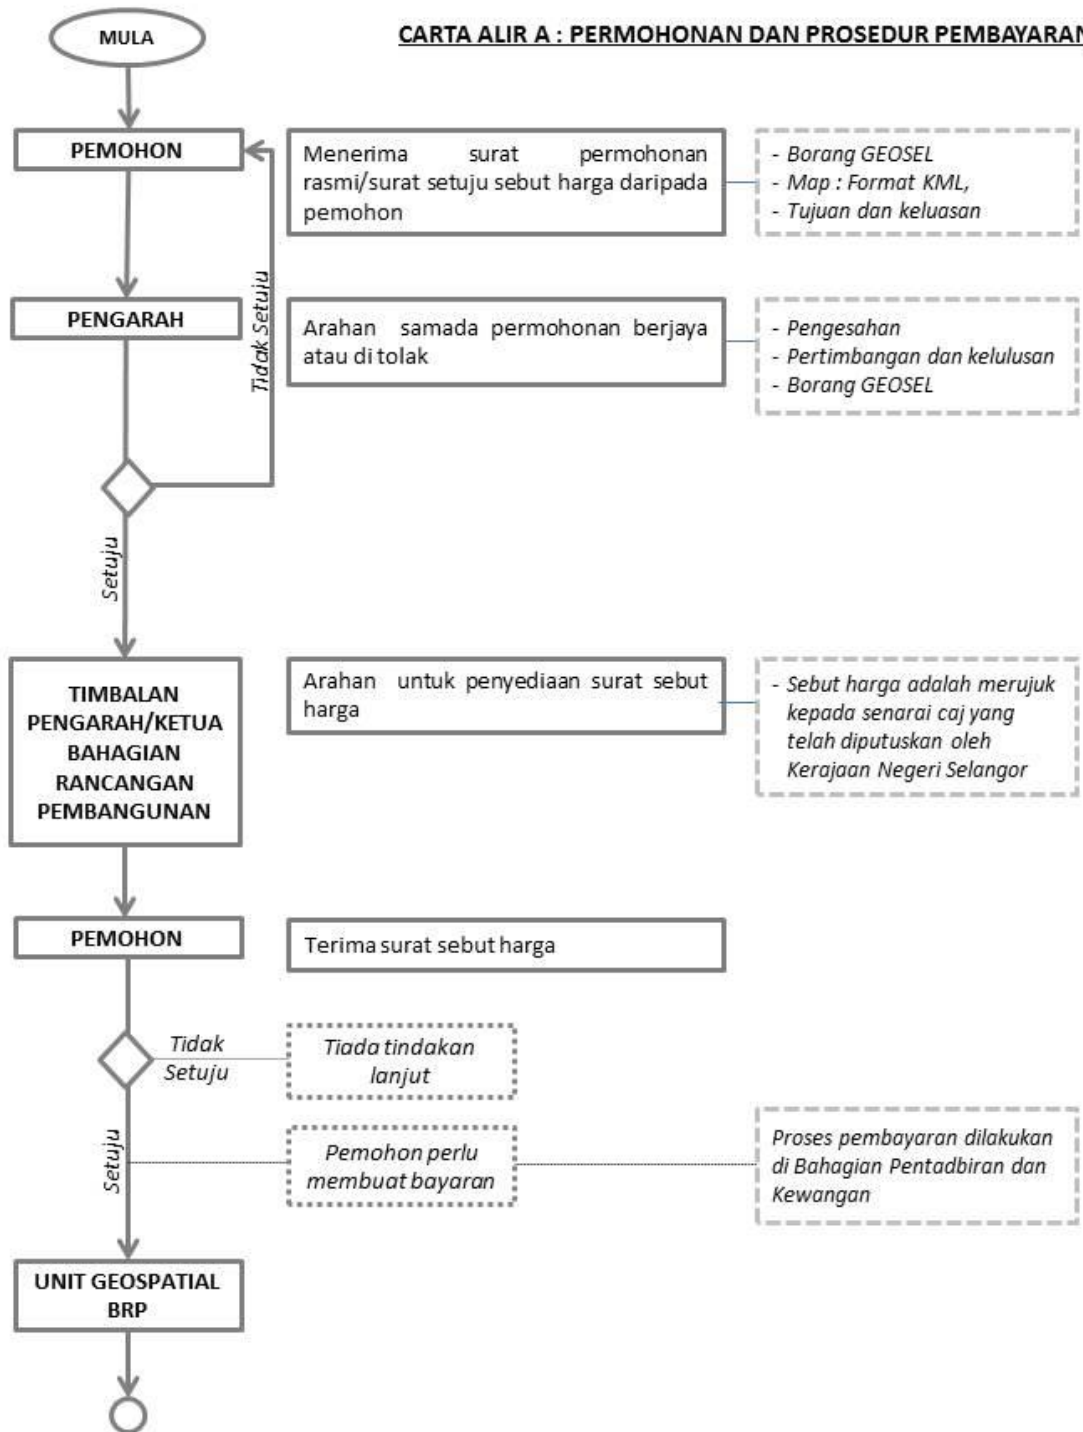 MULA
CARTA ALIR A : PERMOHONAN DAN PROSEDUR PEMBAYARAN
PEMOHON
Menerima surat permohonan
rasmi/surat setuju sebut harga daripada
pemohon
- Borang GEOSEL
- Map : Format KML,
- Tujuan dan keluasan
Tidak Setuju
PENGARAH
Arahan samada permohonan berjaya
atau di tolak
- Pengesahan
- Pertimbangan dan kelulusan
- Borang GEOSEL
Setuju
TIMBALAN
PENGARAH/KETUA
BAHAGIAN
RANCANGAN
PEMBANGUNAN
Arahan untuk penyediaan surat sebut
harga
- Sebut harga adalah merujuk
kepada senarai caj yang
telah diputuskan oleh
Kerajaan Negeri Selangor
PEMOHON
Terima surat sebut harga
Tidak
Setuju
Tiada tindakan
lanjut
Setuju
Pemohon perlu
membuat bayaran
Proses pembayaran dilakukan
di Bahagian Pentadbiran dan
Kewangan
UNIT GEOSPATIAL
BRP